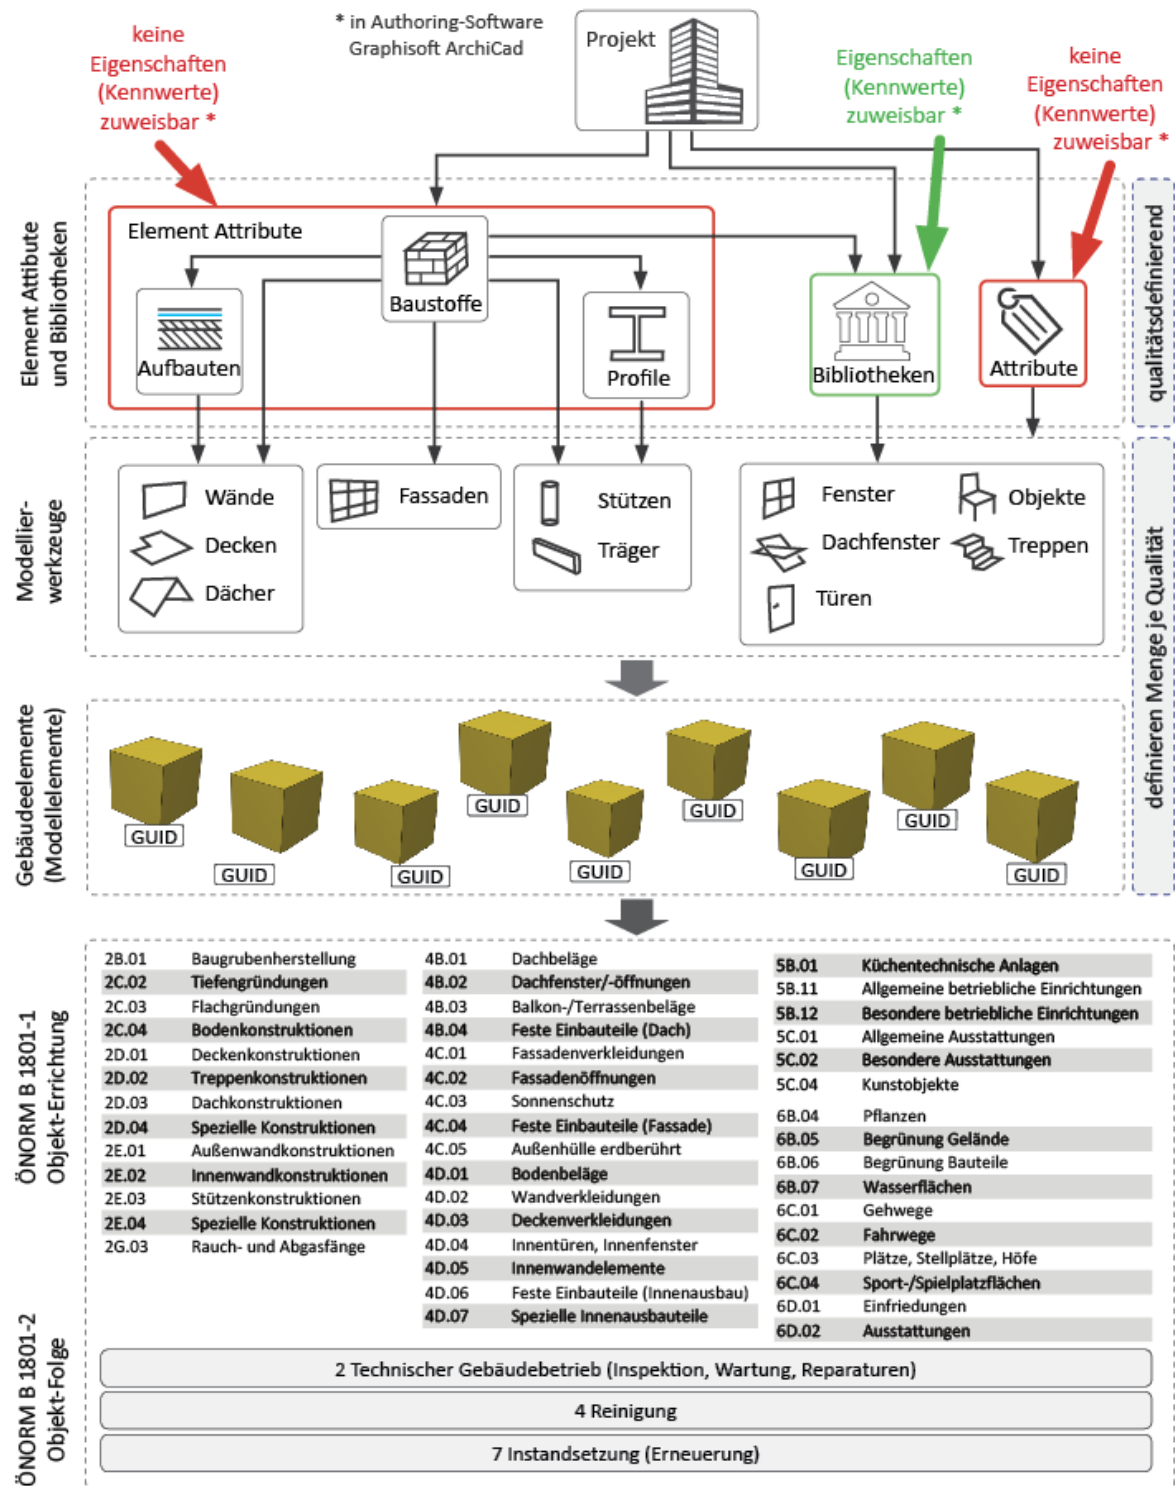 * in Authoring-Software
Graphisoft ArchiCad
keine
Eigenschaften
(Kennwerte)
zuweisbar *
Projekt
Eigenschaften
(Kennwerte)
zuweisbar *
keine
Eigenschaften
(Kennwerte)
zuweisbar *
Element Attibute
und Bibliotheken
Element Attribute
Baustoffe
Aufbauten
Profile
Bibliotheken
Attribute
qualitätsdefinierend
Modellier-
werkzeuge
Wände
Decken
Dächer
Fassaden
Stützen
Träger
Fenster
Dachfenster
Türen
Objekte
Treppen
definieren Menge je Qualität
Gebäudeelemente
(Modellelemente)
GUID
GUID
GUID
GUID
GUID
GUID
GUID
GUID
GUID
ÖNORM B 1801-1
Objekt-Errichtung
2B.01 Baugrubenherstellung
2C.02 Tiefengründungen
2C.03 Flachgründungen
2C.04 Bodenkonstruktionen
2D.01 Deckenkonstruktionen
2D.02 Treppenkonstruktionen
2D.03 Dachkonstruktionen
2D.04 Spezielle Konstruktionen
2E.01 Außenwandkonstruktionen
2E.02 Innenwandkonstruktionen
2E.03 Stützenkonstruktionen
2E.04 Spezielle Konstruktionen
2G.03 Rauch- und Abgasfänge
4B.01 Dachbeläge
4B.02 Dachfenster/-öffnungen
4B.03 Balkon-/Terrassenbeläge
4B.04 Feste Einbauteile (Dach)
4C.01 Fassadenverkleidungen
4C.02 Fassadenöffnungen
4C.03 Sonnenschutz
4C.04 Feste Einbauteile (Fassade)
4C.05 Außenhülle erdberührt
4D.01 Bodenbeläge
4D.02 Wandverkleidungen
4D.03 Deckenverkleidungen
4D.04 Innentüren, Innenfenster
4D.05 Innenwandelemente
4D.06 Feste Einbauteile (Innenausbau)
4D.07 Spezielle Innenausbauteile
5B.01 Küchentechnische Anlagen
5B.11 Allgemeine betriebliche Einrichtungen
5B.12 Besondere betriebliche Einrichtungen
5C.01 Allgemeine Ausstattungen
5C.02 Besondere Ausstattungen
5C.04 Kunstobjekte
6B.04 Pflanzen
6B.05 Begrünung Gelände
6B.06 Begrünung Bauteile
6B.07 Wasserflächen
6C.01 Gehwege
6C.02 Fahrwege
6C.03 Plätze, Stellplätze, Höfe
6C.04 Sport-/Spielplatzflächen
6D.01 Einfriedungen
6D.02 Ausstattungen
ÖNORM B 1801-2
Objekt-Folge
2 Technischer Gebäudebetrieb (Inspektion, Wartung, Reparaturen)
4 Reinigung
7 Instandsetzung (Erneuerung)